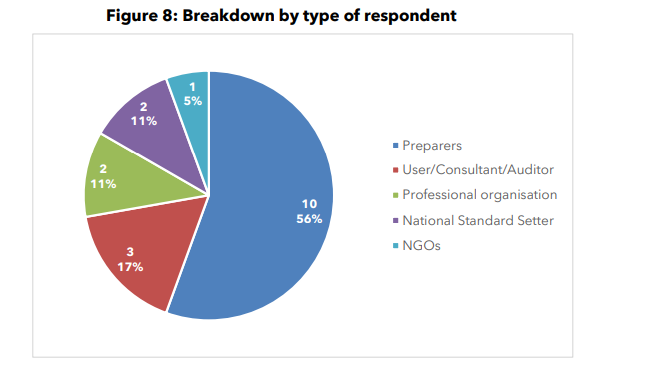 Figure 8: Breakdown by type of respondent
1
5%
2
11%
2
11%
10
56%
3
17%
Preparers
User/Consultant/Auditor
Professional organisation
National Standard Setter
NGOs